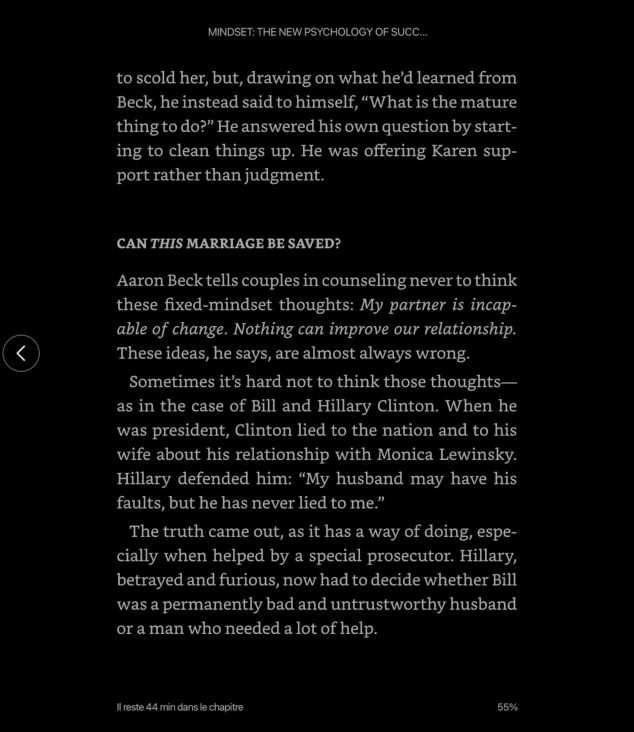 MINDSET: THE NEW PSYCHOLOGY OF SUCC...
to scold her, but, drawing on what he’d learned from
Beck, he instead said to himself, “What is the mature
thing to do?” He answered his own question by start-
ing to clean things up. He was offering Karen sup-
port rather than judgment.
CAN THIS MARRIAGE BE SAVED?
Aaron Beck tells couples in counseling never to think
these fixed-mindset thoughts: My partner is incap-
able of change. Nothing can improve our relationship.
These ideas, he says, are almost always wrong.
Sometimes it’s hard not to think those thoughts—
as in the case of Bill and Hillary Clinton. When he
was president, Clinton lied to the nation and to his
wife about his relationship with Monica Lewinsky.
Hillary defended him: “My husband may have his
faults, but he has never lied to me.”
The truth came out, as it has a way of doing, espe-
cially when helped by a special prosecutor. Hillary,
betrayed and furious, now had to decide whether Bill
was a permanently bad and untrustworthy husband
or a man who needed a lot of help.
Il reste 44 min dans le chapitre
55%